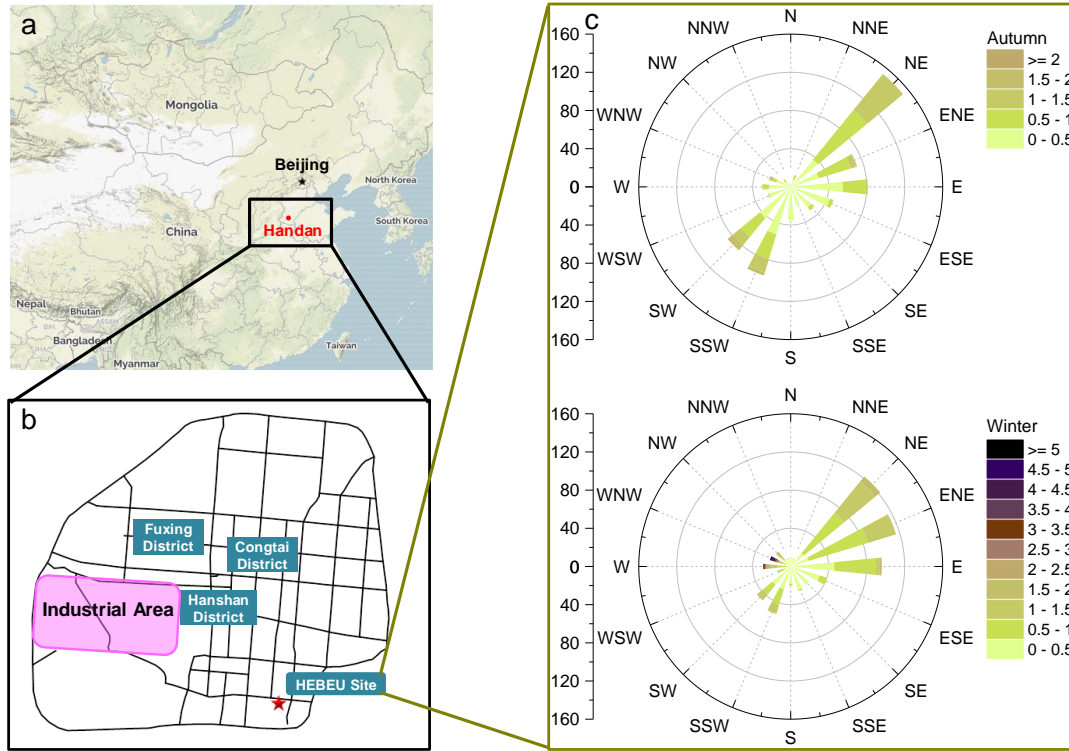 a
Mongolia
Beijing
North Korea
South Korea
Handan
China
Nepal
Bhutan
ASSAM
Bangladesh
Myanmar
Taiwan
b
Fuxing
District
Congtai
District
Hanshan
District
Industrial Area
HEBEU Site
c
N
NNE
NE
ENE
E
ESE
SE
SSE
S
SSW
SW
WSW
W
WNW
NW
NNW
160
120
80
40
0
40
80
120
160
Autumn
>= 2
1.5 - 2
1 - 1.5
0.5 - 1
0 - 0.5
N
NNE
NE
ENE
E
ESE
SE
SSE
S
SSW
SW
WSW
W
WNW
NW
NNW
160
120
80
40
0
40
80
120
160
Winter
>= 5
4.5 - 5
4 - 4.5
3.5 - 4
3 - 3.5
2.5 - 3
2 - 2.5
1.5 - 2
1 - 1.5
0.5 - 1
0 - 0.5